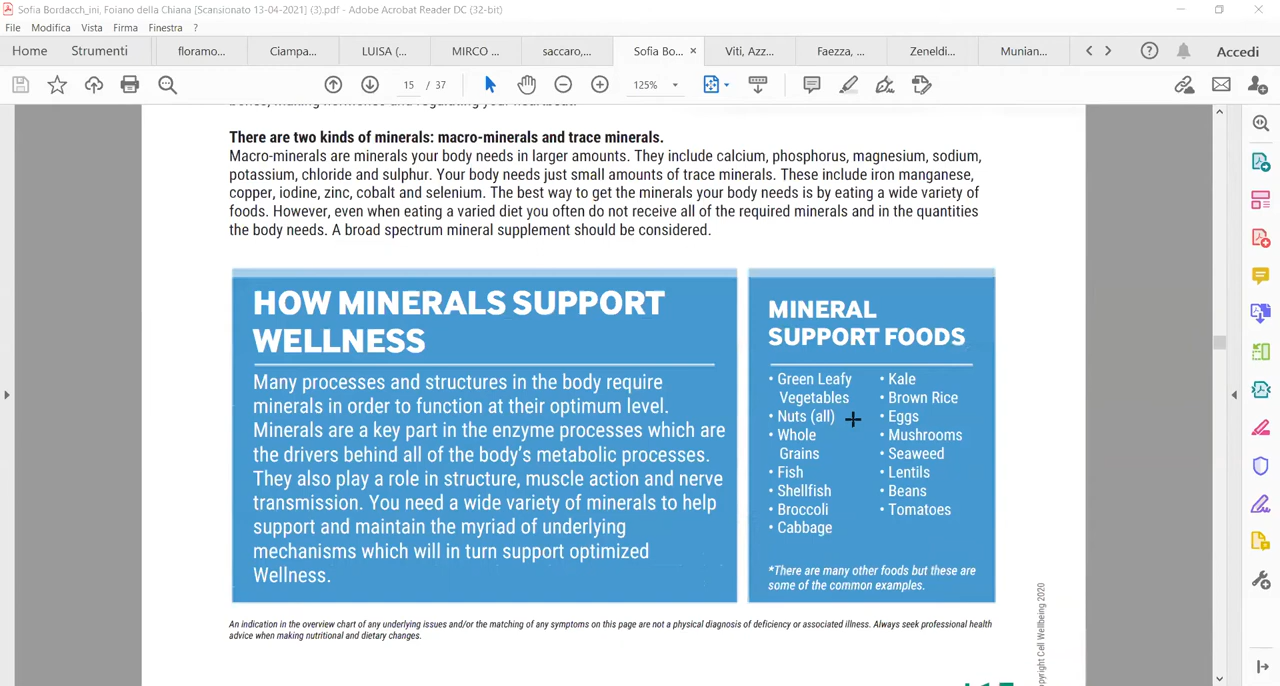 Sofia Bordacch_ini, Foiano della Chiana [Scansionato 13-04-2021] (3).pdf - Adobe Acrobat Reader DC (32-bit)
File Modifica Vista Firma Finestra ?
Home Strumenti floramo... Ciampa... LUISA (... MIRCO ... saccaro,... Sofia Bo... × Viti, Azz... Faezza, ... Zeneldi... Munian... Accedi
15 / 37 125%
There are two kinds of minerals: macro-minerals and trace minerals.
Macro-minerals are minerals your body needs in larger amounts. They include calcium, phosphorus, magnesium, sodium,
potassium, chloride and sulphur. Your body needs just small amounts of trace minerals. These include iron manganese,
copper, iodine, zinc, cobalt and selenium. The best way to get the minerals your body needs is by eating a wide variety of
foods. However, even when eating a varied diet you often do not receive all of the required minerals and in the quantities
the body needs. A broad spectrum mineral supplement should be considered.
HOW MINERALS SUPPORT
WELLNESS
Many processes and structures in the body require
minerals in order to function at their optimum level.
Minerals are a key part in the enzyme processes which are
the drivers behind all of the body's metabolic processes.
They also play a role in structure, muscle action and nerve
transmission. You need a wide variety of minerals to help
support and maintain the myriad of underlying
mechanisms which will in turn support optimized
Wellness.
MINERAL
SUPPORT FOODS
• Green Leafy
Vegetables
• Nuts (all)
• Whole
Grains
• Fish
• Shellfish
• Broccoli
• Cabbage
• Kale
• Brown Rice
• Eggs
• Mushrooms
• Seaweed
• Lentils
• Beans
• Tomatoes
*There are many other foods but these are
some of the common examples.
An indication in the overview chart of any underlying issues and/or the matching of any symptoms on this page are not a physical diagnosis of deficiency or associated illness. Always seek professional health
advice when making nutritional and dietary changes.
Cell Wellbeing 2020